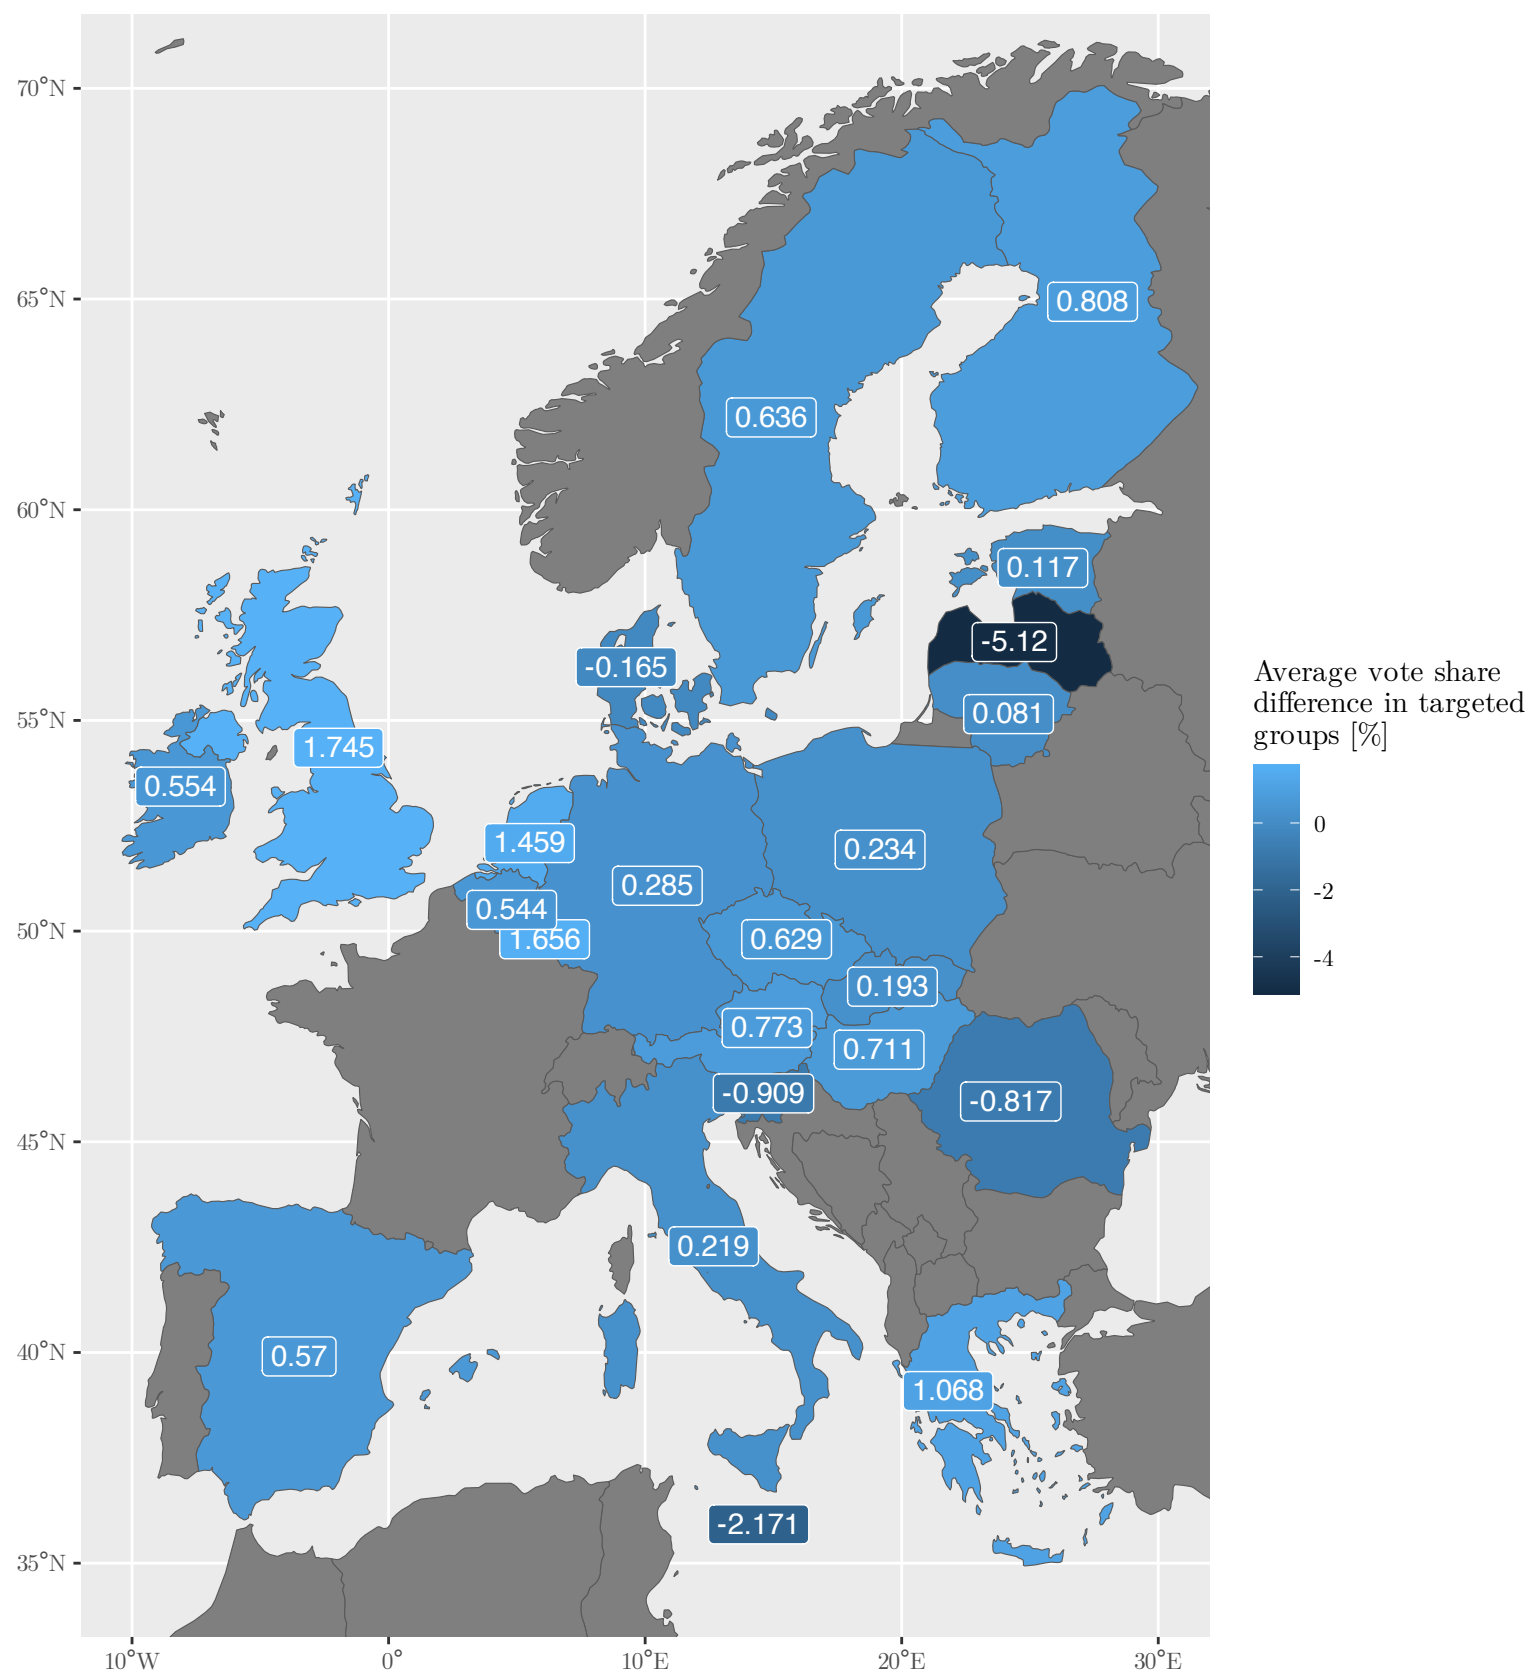 70°N
65°N
60°N
55°N
50°N
45°N
40°N
35°N
10°W
0°
10°E
20°E
30°E
0.808
0.636
0.117
-5.12
-0.165
0.081
1.745
0.554
1.459
0.234
0.285
0.544
1.656
0.629
0.193
0.773
0.711
-0.909
-0.817
0.219
0.57
1.068
-2.171
Average vote share
difference in targeted
groups [%]
0
-2
-4